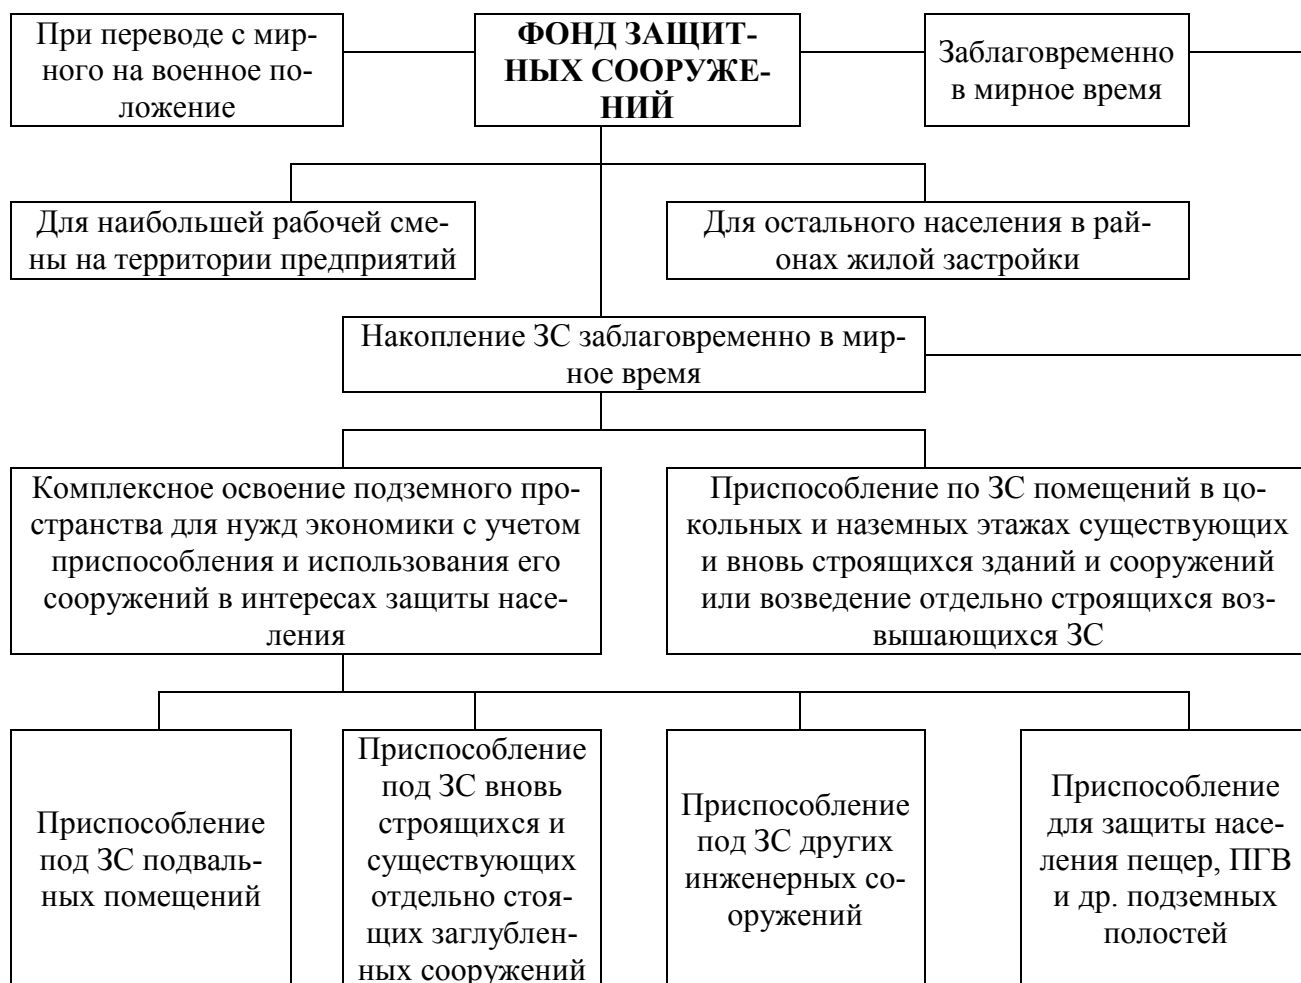 При переводе с мир-
ного на военное по-
ложение
ФОНД ЗАЩИТ-
НЫХ СООРУЖЕ-
НИЙ
Заблаговременно
в мирное время
Для наибольшей рабочей сме-
ны на территории предприятий
Для остального населения в рай-
онах жилой застройки
Накопление ЗС заблаговременно в мир-
ное время
Комплексное освоение подземного про-
странства для нужд экономики с учетом
приспособления и использования его
сооружений в интересах защиты насе-
ления
Приспособление по ЗС помещений в цо-
кольных и наземных этажах существующих
и вновь строящихся зданий и сооружений
или возведение отдельно строящихся воз-
вышающихся ЗС
Приспособление
под ЗС подваль-
ных помещений
Приспособление
под ЗС вновь
строящихся и
существующих
отдельно стоя-
щих заглублен-
ных сооружений
Приспособление
под ЗС других
инженерных со-
оружений
Приспособление
для защиты насе-
ления пещер, ПГВ
и др. подземных
полостей